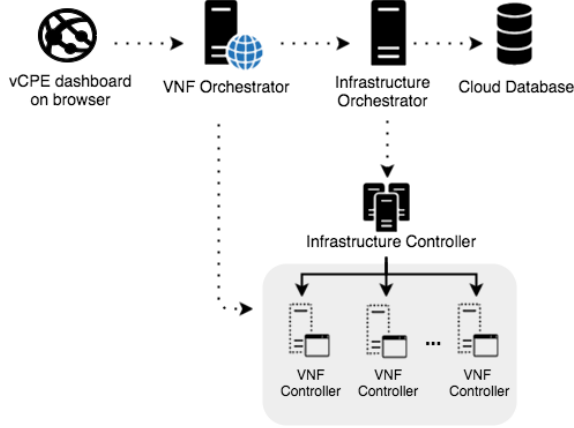 vCPE dashboard
on browser
VNF Orchestrator
Infrastructure
Orchestrator
Cloud Database
Infrastructure Controller
...
VNF
Controller
VNF
Controller
VNF
Controller